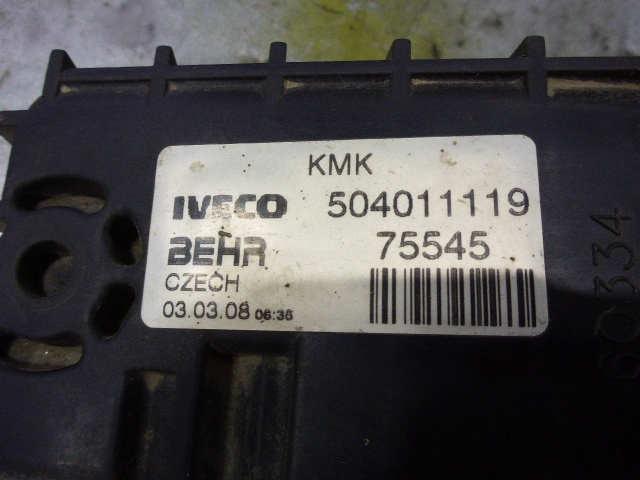 KMK
IVECO 504011119
BEHR 75545
CZECH
03.03.08 06:35
60334